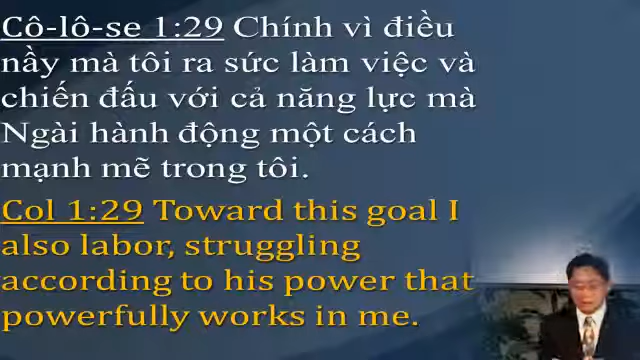 Cô-lô-se 1:29 Chính vì điều
nầy mà tôi ra sức làm việc và
chiến đấu với cả năng lực mà
Ngài hành động một cách
mạnh mẽ trong tôi.
Col 1:29 Toward this goal I
also labor, struggling
according to his power that
powerfully works in me.